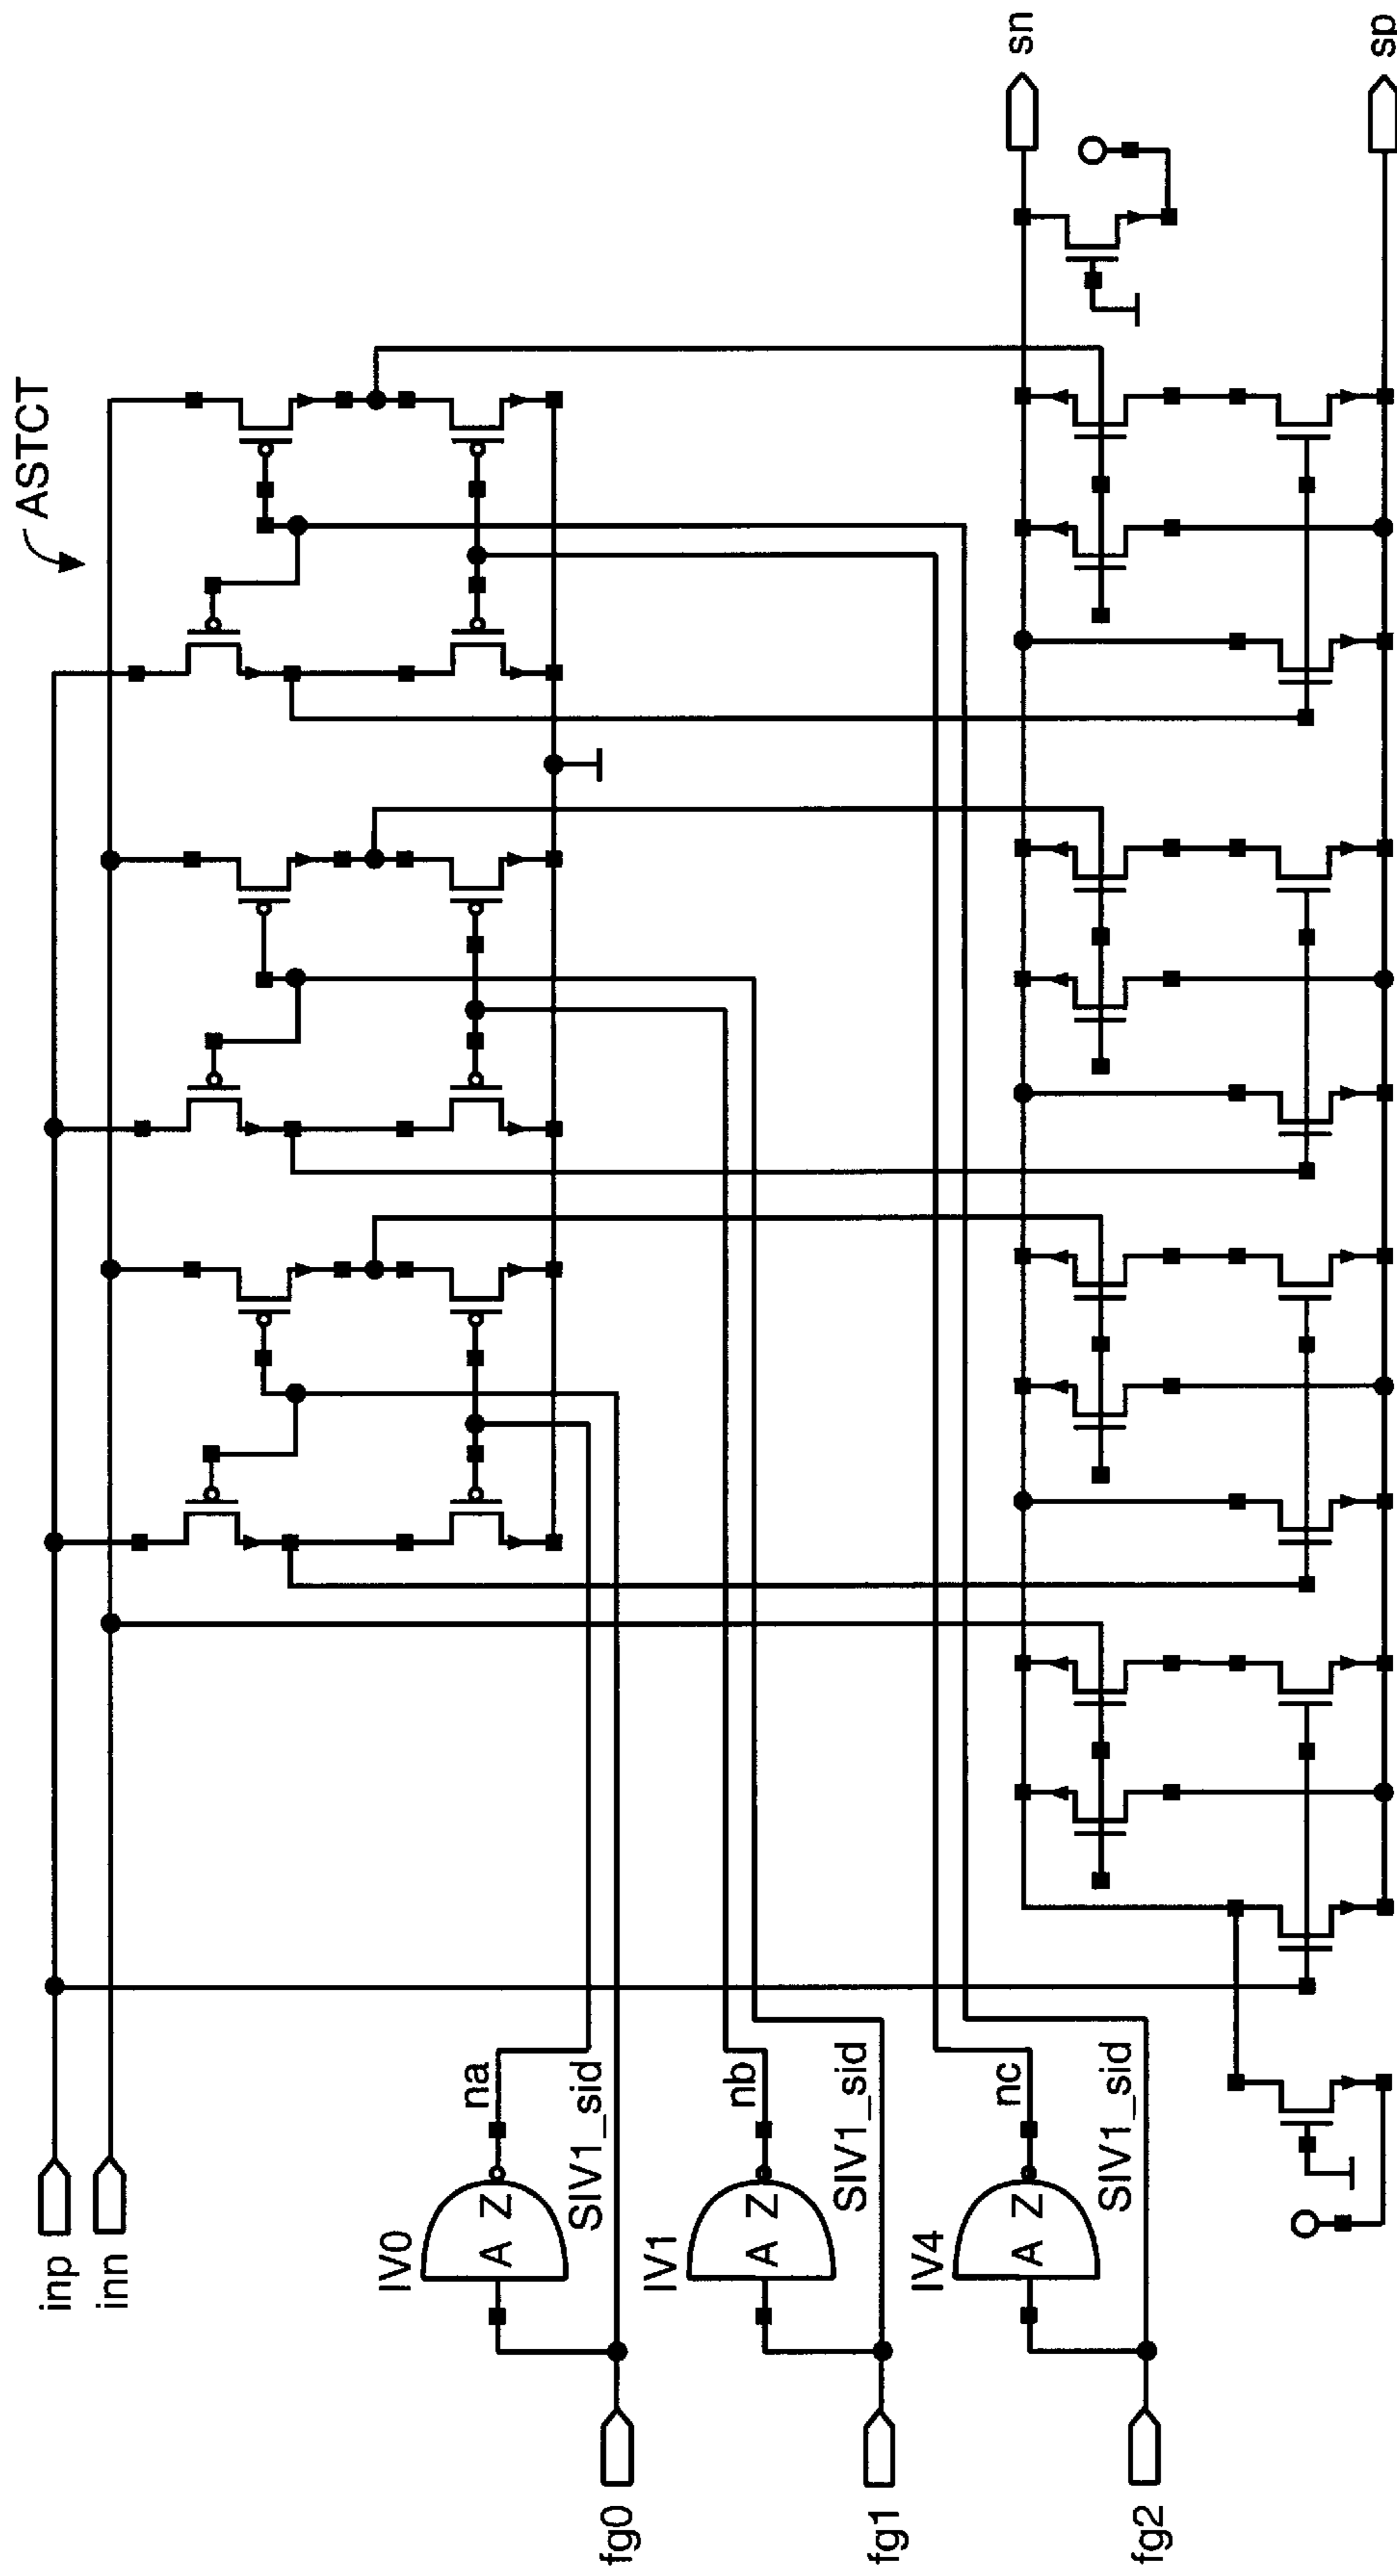 ASTCT
inp
inn
IV0
A Z
na
SIV1_sid
fg0
IV1
A Z
nb
SIV1_sid
fg1
IV4
A Z
nc
SIV1_sid
fg2
sn
sp